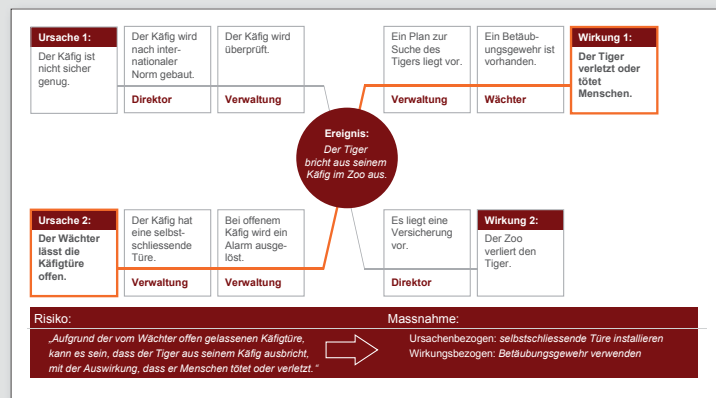 Ursache 1:
Der Käfig ist
nicht sicher
genug.
Der Käfig wird
nach inter-
nationaler
Norm gebaut.
Direktor
Der Käfig wird
überprüft.
Verwaltung
Ein Plan zur
Suche des
Tigers liegt vor.
Verwaltung
Ein Betäub-
ungsgewehr ist
vorhanden.
Wächter
Wirkung 1:
Der Tiger
verletzt oder
tötet
Menschen.
Ereignis:
Der Tiger
bricht aus seinem
Käfig im Zoo aus.
Ursache 2:
Der Wächter
lässt die
Käfigtüre
offen.
Der Käfig hat
eine selbst-
schliessende
Türe.
Verwaltung
Bei offenem
Käfig wird ein
Alarm ausge-
löst.
Verwaltung
Es liegt eine
Versicherung
vor.
Direktor
Wirkung 2:
Der Zoo
verliert den
Tiger.
Risiko:
„Aufgrund der vom Wächter offen gelassenen Käfigtüre,
kann es sein, dass der Tiger aus seinem Käfig ausbricht,
mit der Auswirkung, dass er Menschen tötet oder verletzt.“
Massnahme:
Ursachenbezogen: selbstschliessende Türe installieren
Wirkungsbezogen: Betäubungsgewehr verwenden